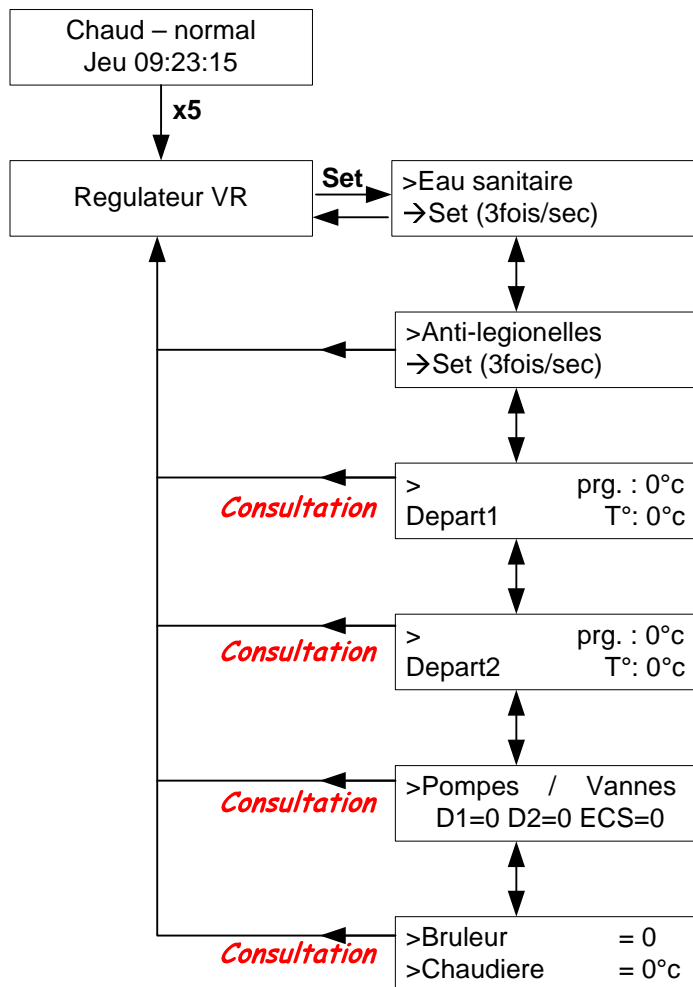 Chaud – normal
Jeu 09:23:15
x5
Regulateur VR
Set
>Eau sanitaire
→Set (3fois/sec)
>Anti-legionelles
→Set (3fois/sec)
> prg. : 0°c
Depart1 T°: 0°c
Consultation
> prg. : 0°c
Depart2 T°: 0°c
Consultation
>Pompes / Vannes
D1=0 D2=0 ECS=0
Consultation
>Bruleur = 0
>Chaudiere = 0°c
Consultation